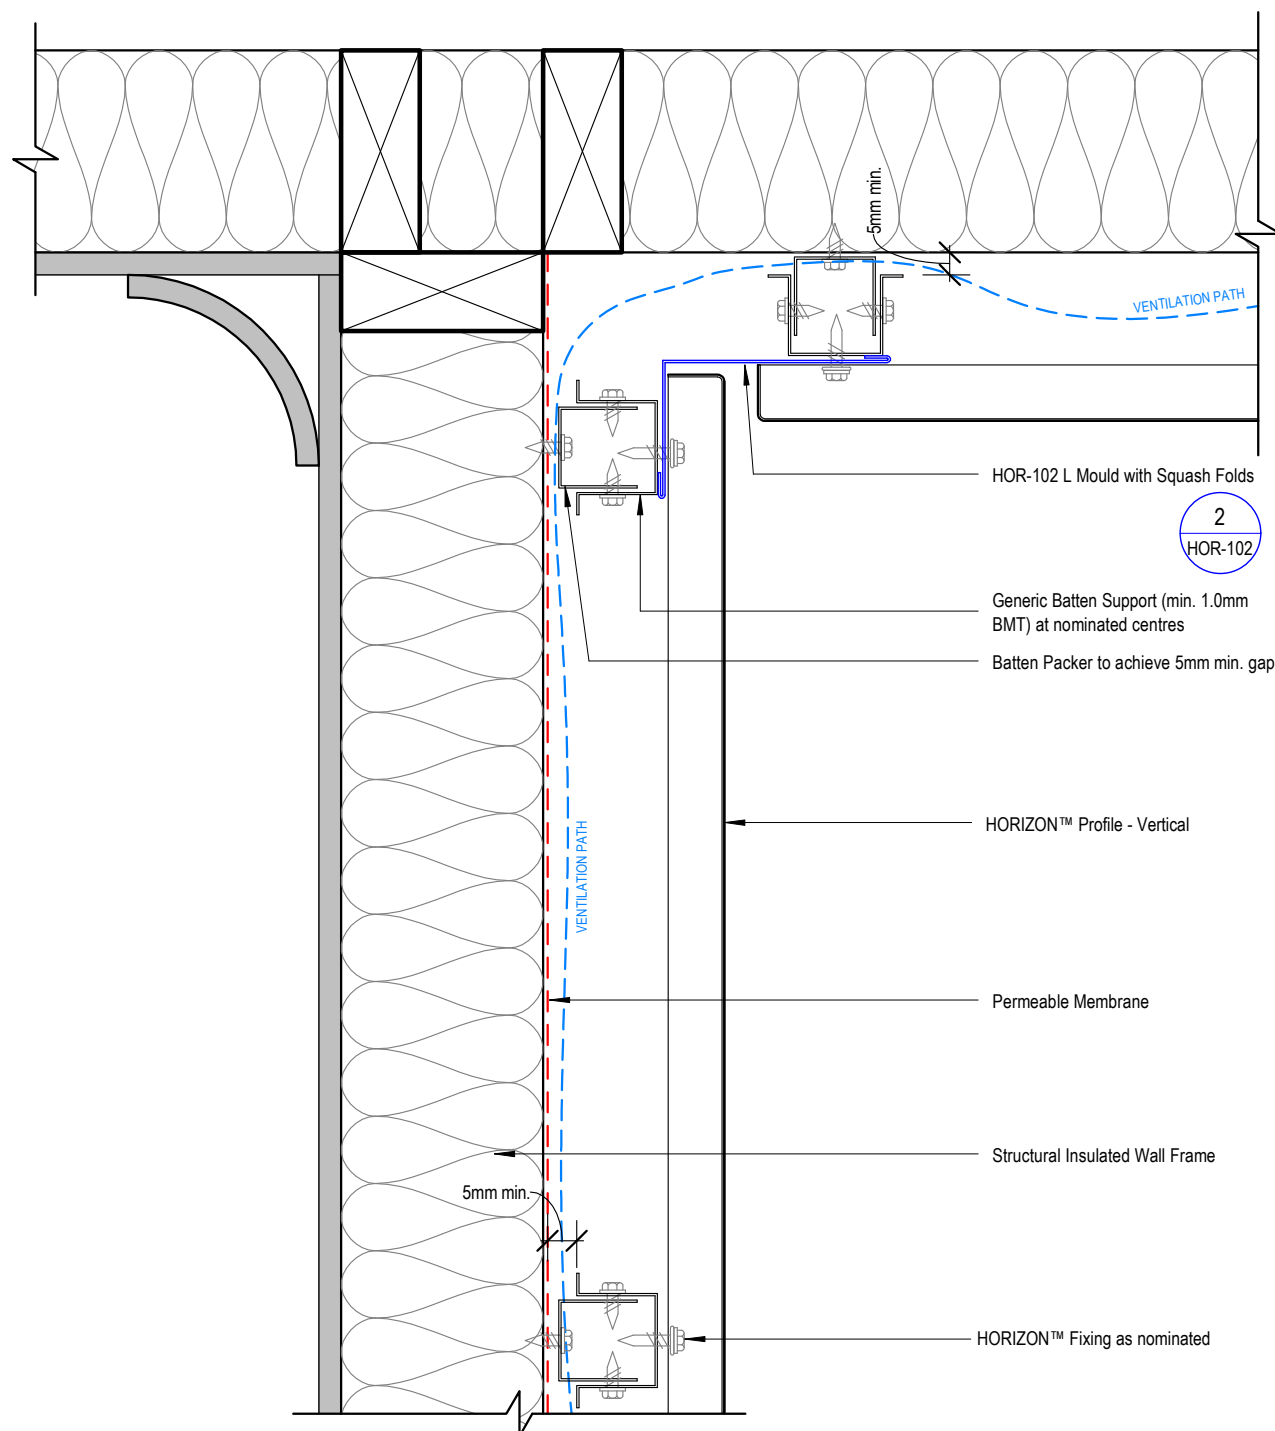 5mm min.
VENTILATION PATH
HOR-102 L Mould with Squash Folds
2
HOR-102
Generic Batten Support (min. 1.0mm
BMT) at nominated centres
Batten Packer to achieve 5mm min. gap
HORIZON™ Profile - Vertical
VENTILATION PATH
Permeable Membrane
Structural Insulated Wall Frame
5mm min.
HORIZON™ Fixing as nominated